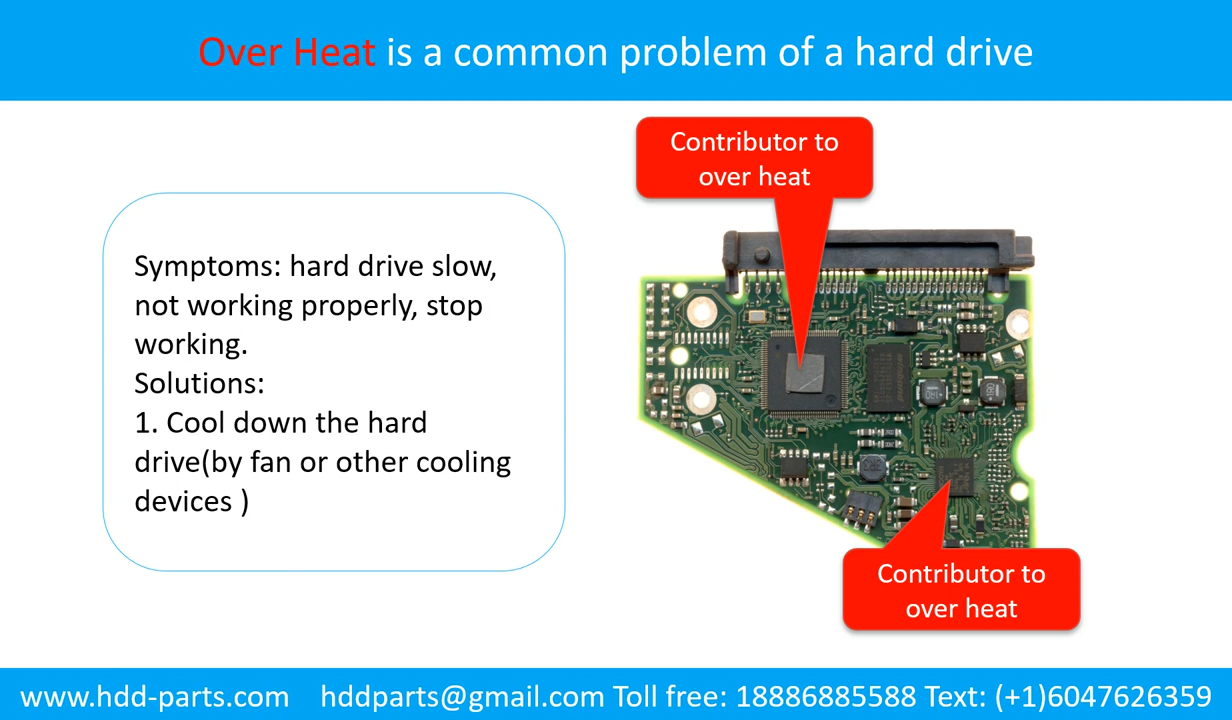 Over Heat is a common problem of a hard drive
Contributor to
over heat
Symptoms: hard drive slow,
not working properly, stop
working.
Solutions:
1. Cool down the hard
drive(by fan or other cooling
devices )
Contributor to
over heat
www.hdd-parts.com hddparts@gmail.com Toll free: 18886885588 Text: (+1)6047626359